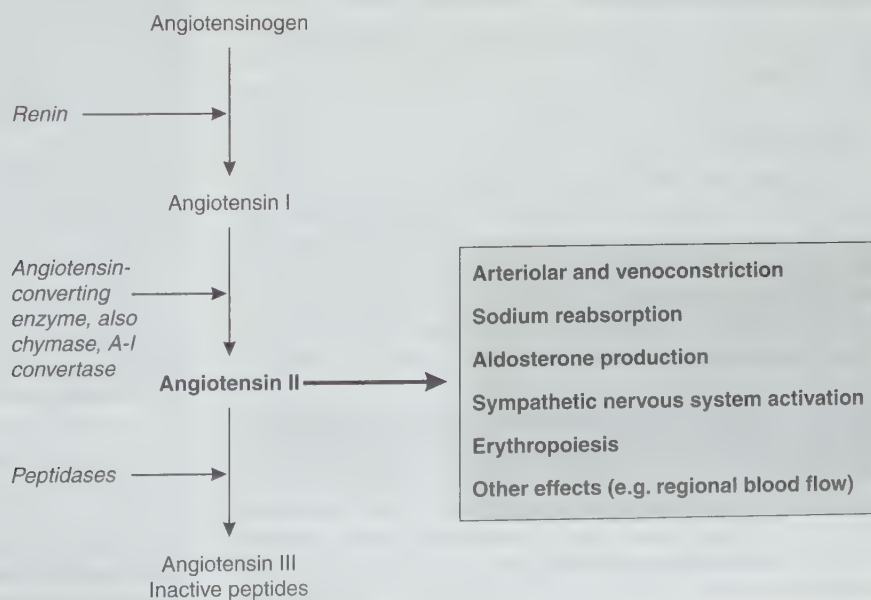 Angiotensinogen
Renin
Angiotensin I
Angiotensin-
converting
enzyme, also
chymase, A-I
convertase
Angiotensin II
Arteriolar and venoconstriction
Sodium reabsorption
Aldosterone production
Sympathetic nervous system activation
Erythropoiesis
Other effects (e.g. regional blood flow)
Peptidases
Angiotensin III
Inactive peptides